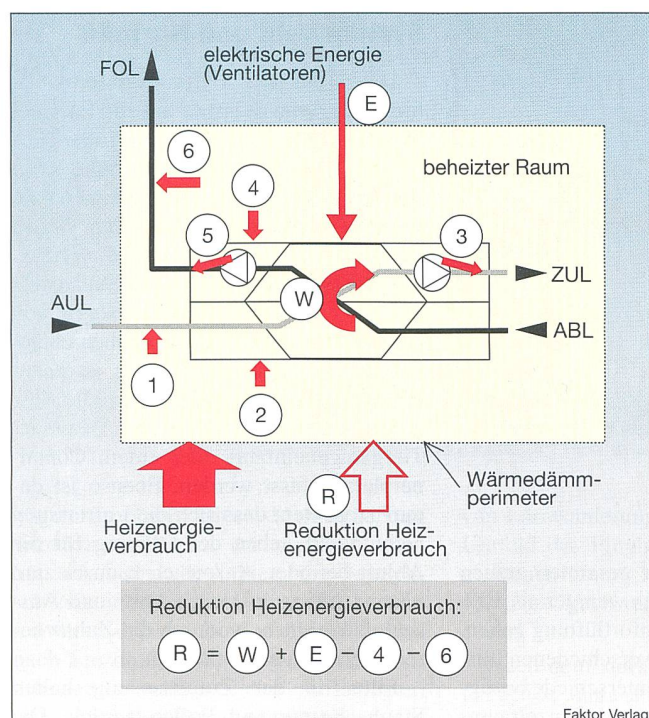 FOL
elektrische Energie
(Ventilatoren)
E
6
4
beheizter Raum
5
3
W
ZUL
AUL
ABL
1
2
Wärmedämm-
perimeter
R
Heizenergie-
verbrauch
Reduktion Heiz-
energieverbrauch
Reduktion Heizenergieverbrauch:
R = W + E – 4 – 6
Faktor Verlag